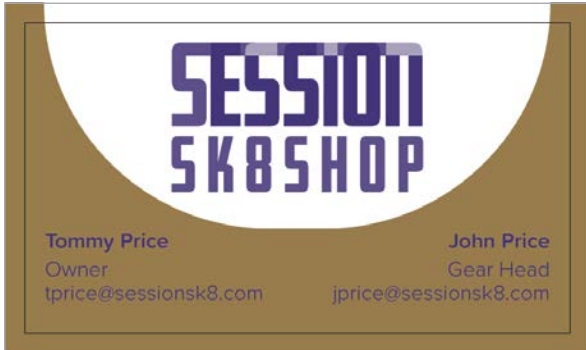 SESSION
SK8SHOP
Tommy Price
Owner
tprice@sessionsk8.com
John Price
Gear Head
jprice@sessionsk8.com